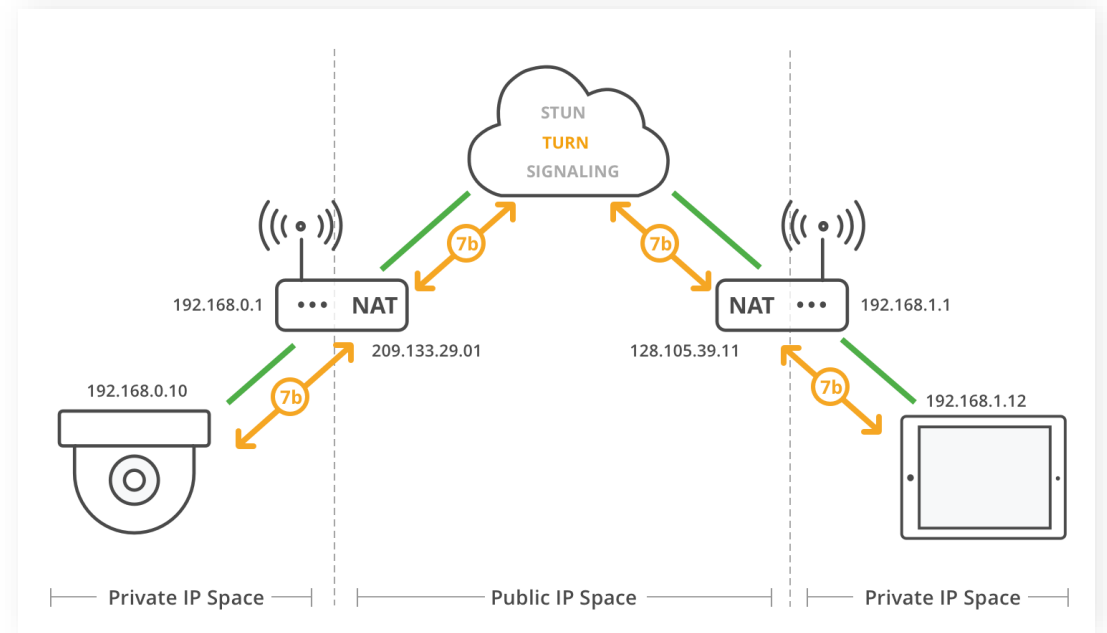 STUN
TURN
SIGNALING
7b
7b
192.168.0.1
NAT
NAT
192.168.1.1
209.133.29.01
128.105.39.11
192.168.0.10
7b
7b
192.168.1.12
Private IP Space
Public IP Space
Private IP Space